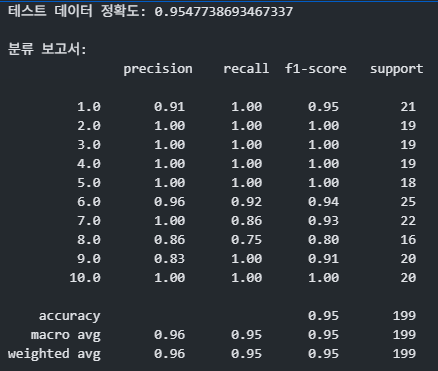 테스트 데이터 정확도: 0.9547738693467337
분류 보고서:
precision recall f1-score support
1.0 0.91 1.00 0.95 21
2.0 1.00 1.00 1.00 19
3.0 1.00 1.00 1.00 19
4.0 1.00 1.00 1.00 19
5.0 1.00 1.00 1.00 18
6.0 0.96 0.92 0.94 25
7.0 1.00 0.86 0.93 22
8.0 0.86 0.75 0.80 16
9.0 0.83 1.00 0.91 20
10.0 1.00 1.00 1.00 20
accuracy 0.95 199
macro avg 0.96 0.95 0.95 199
weighted avg 0.96 0.95 0.95 199